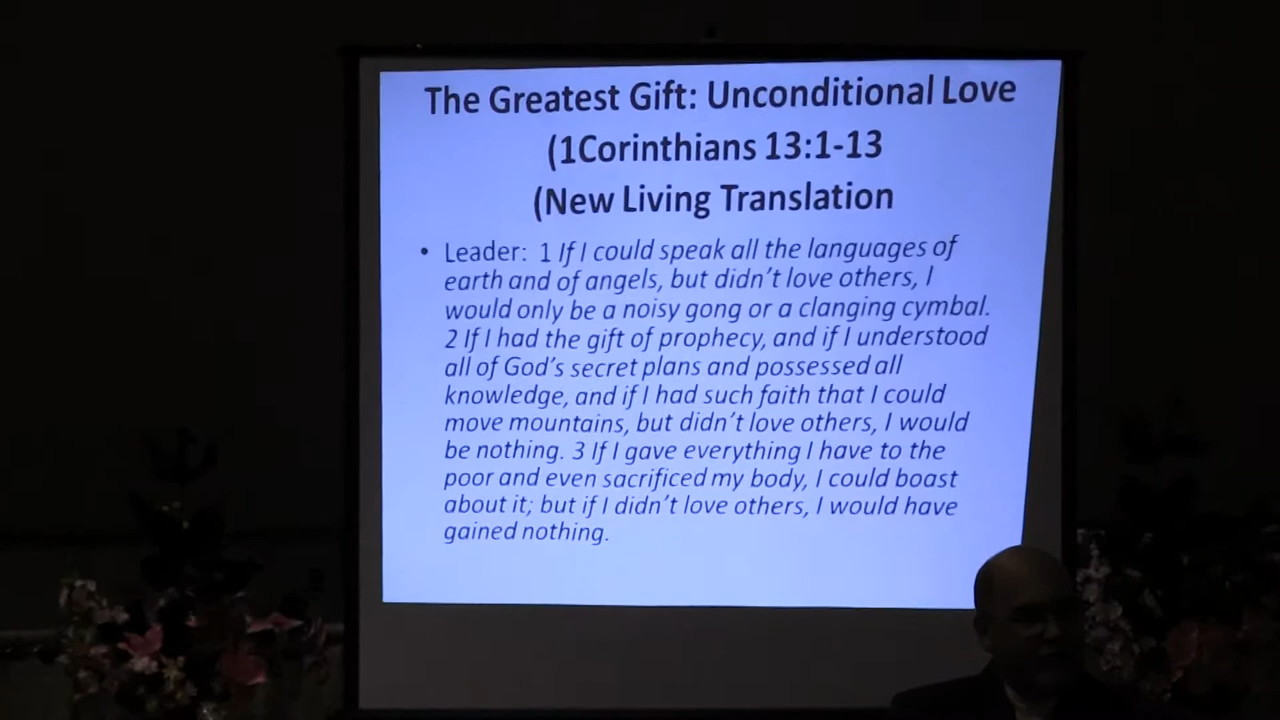 The Greatest Gift: Unconditional Love
(1Corinthians 13:1-13
(New Living Translation
• Leader: 1 If I could speak all the languages of
earth and of angels, but didn't love others, I
would only be a noisy gong or a clanging cymbal.
2 If I had the gift of prophecy, and if I understood
all of God's secret plans and possessed all
knowledge, and if I had such faith that I could
move mountains, but didn't love others, I would
be nothing. 3 If I gave everything I have to the
poor and even sacrificed my body, I could boast
about it; but if I didn't love others, I would have
gained nothing.